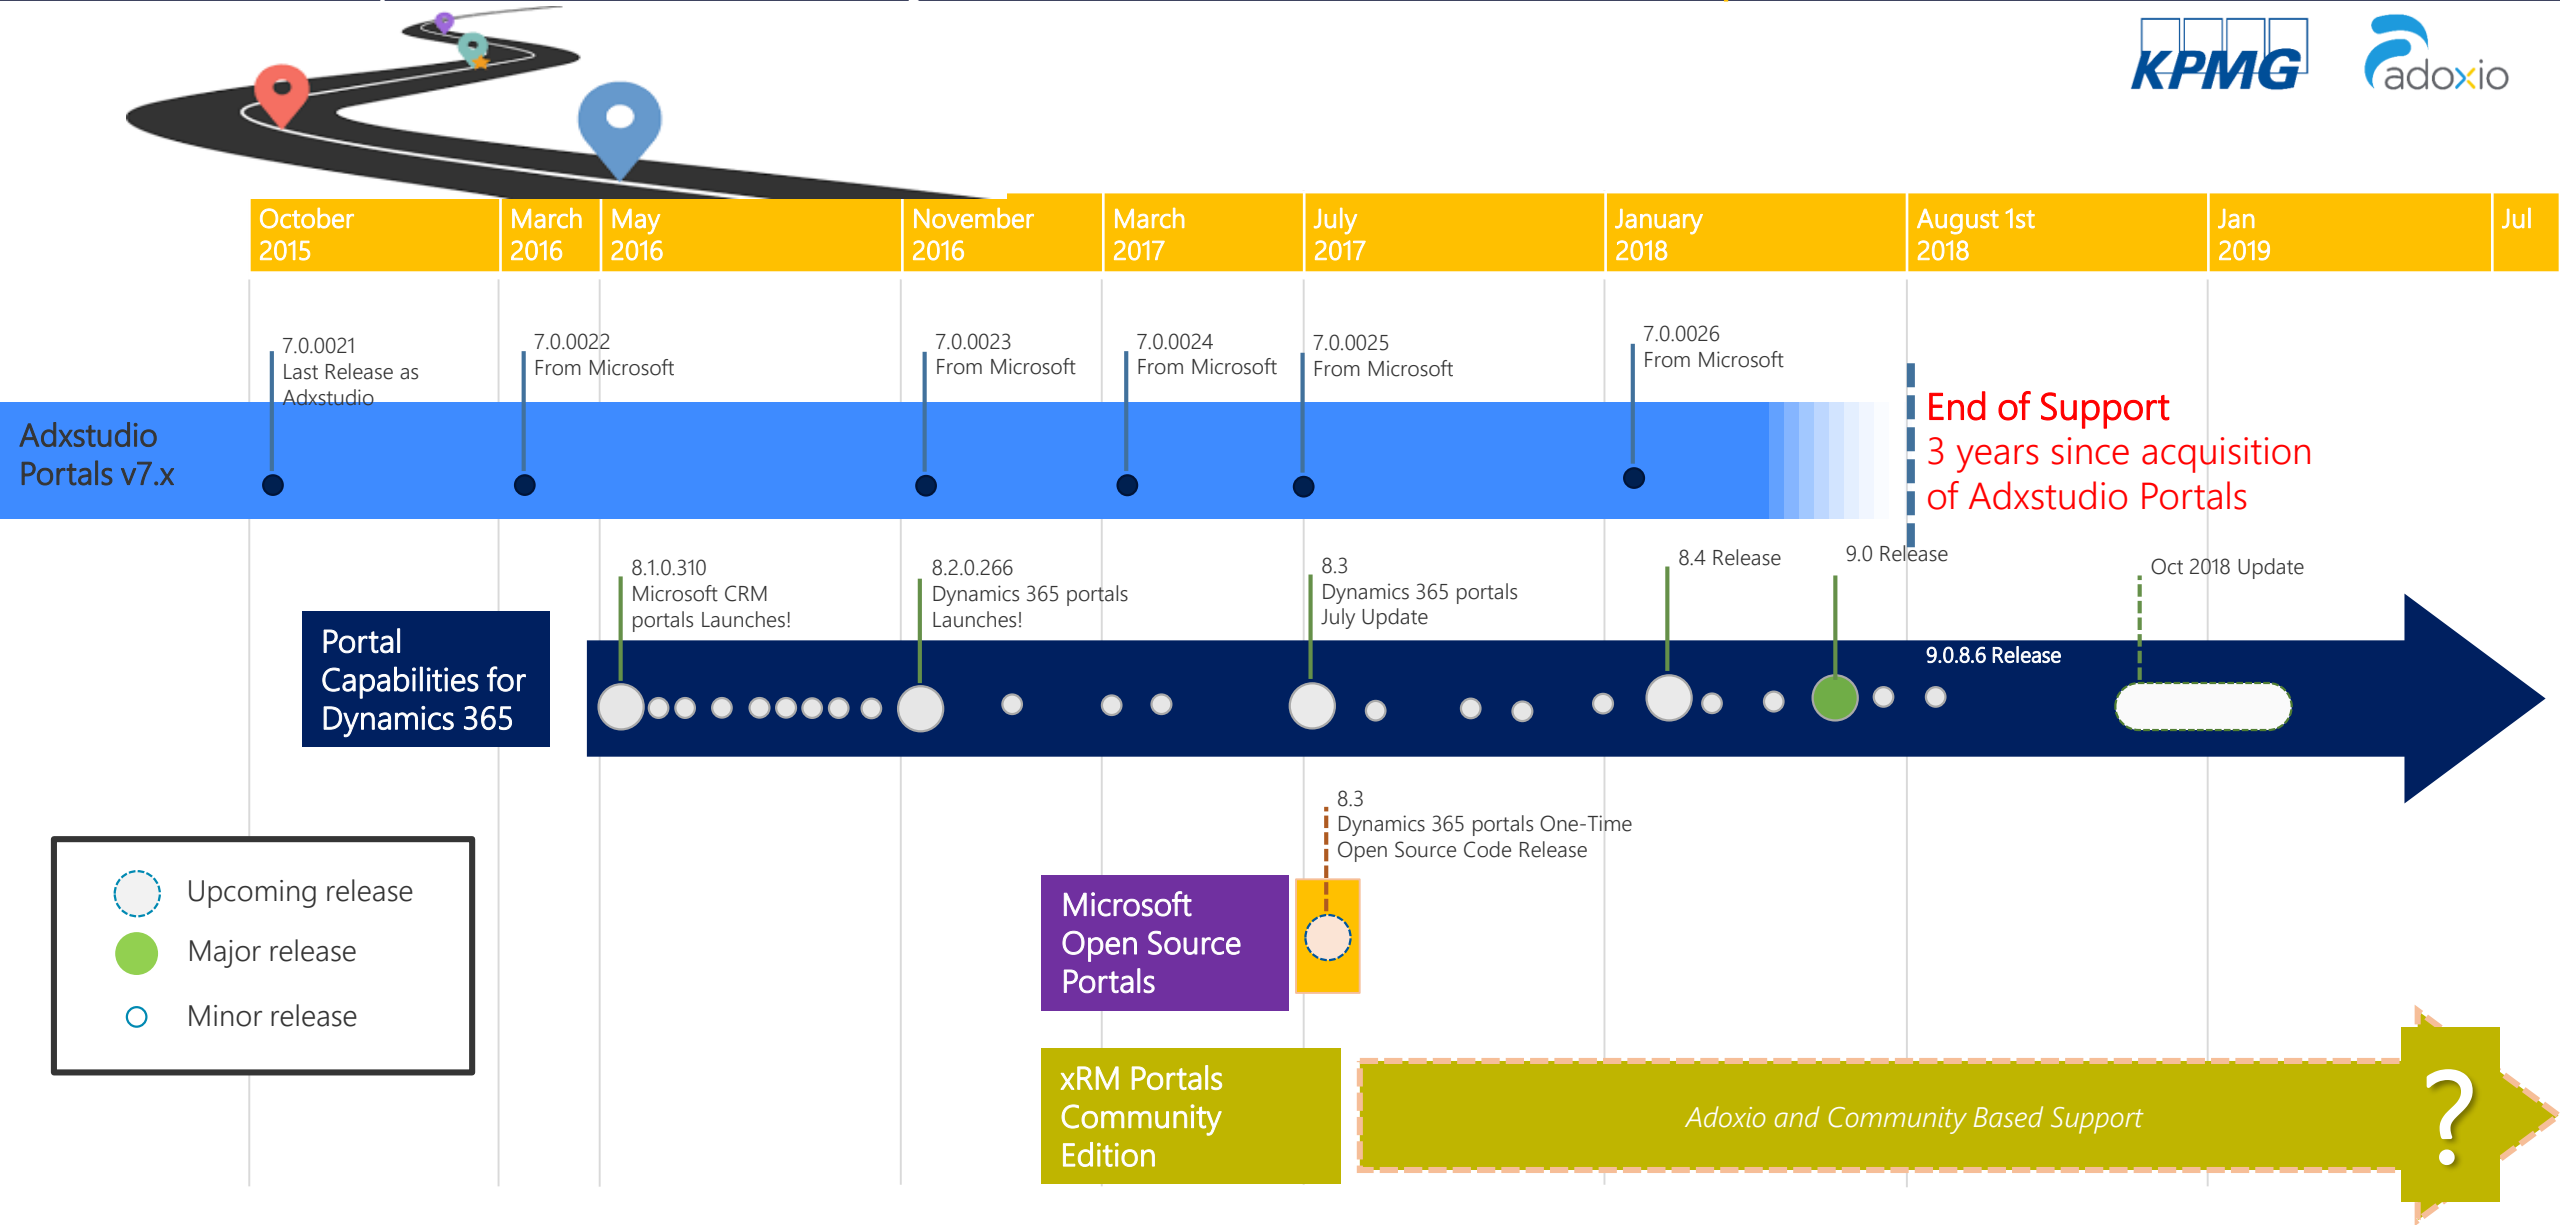 KPMG
adoxio
October
2015
March
2016
May
2016
November
2016
March
2017
July
2017
January
2018
August 1st
2018
Jan
2019
Jul
7.0.0021
Last Release as
Adxstudio
7.0.0022
From Microsoft
7.0.0023
From Microsoft
7.0.0024
From Microsoft
7.0.0025
From Microsoft
7.0.0026
From Microsoft
Adxstudio
Portals v7.x
End of Support
3 years since acquisition
of Adxstudio Portals
8.1.0.310
Microsoft CRM
portals Launches!
8.2.0.266
Dynamics 365 portals
Launches!
8.3
Dynamics 365 portals
July Update
8.4 Release
9.0 Release
Oct 2018 Update
Portal
Capabilities for
Dynamics 365
9.0.8.6 Release
8.3
Dynamics 365 portals One-Time
Open Source Code Release
Upcoming release
Major release
Minor release
Microsoft
Open Source
Portals
xRM Portals
Community
Edition
Adoxio and Community Based Support
?